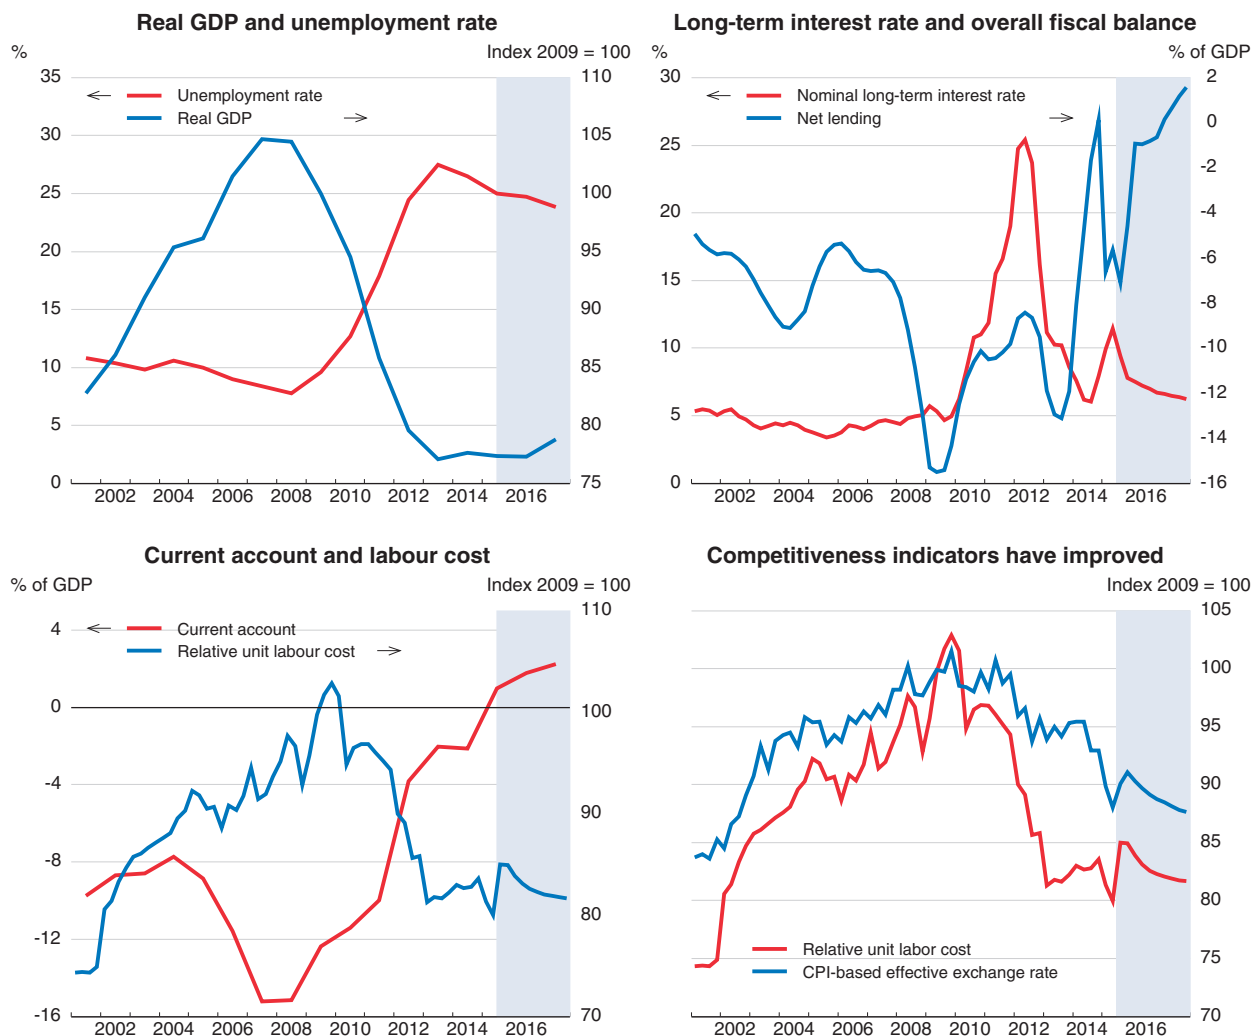 Real GDP and unemployment rate
% Index 2009 = 100
35 110
Unemployment rate
Real GDP
30 105
25 100
20 95
15 90
10 85
5 80
0 75
2002 2004 2006 2008 2010 2012 2014 2016
Long-term interest rate and overall fiscal balance
% % of GDP
30 2
Nominal long-term interest rate
Net lending
0
25 -2
20 -4
-6
15 -8
10 -10
-12
5 -14
0 -16
2002 2004 2006 2008 2010 2012 2014 2016
Current account and labour cost
% of GDP Index 2009 = 100
110
4 Current account
Relative unit labour cost
0 100
-4
90
-8
80
-12
-16 70
2002 2004 2006 2008 2010 2012 2014 2016
Competitiveness indicators have improved
Index 2009 = 100
105
100
95
90
85
80
Relative unit labor cost
75
CPI-based effective exchange rate
70
2002 2004 2006 2008 2010 2012 2014 2016